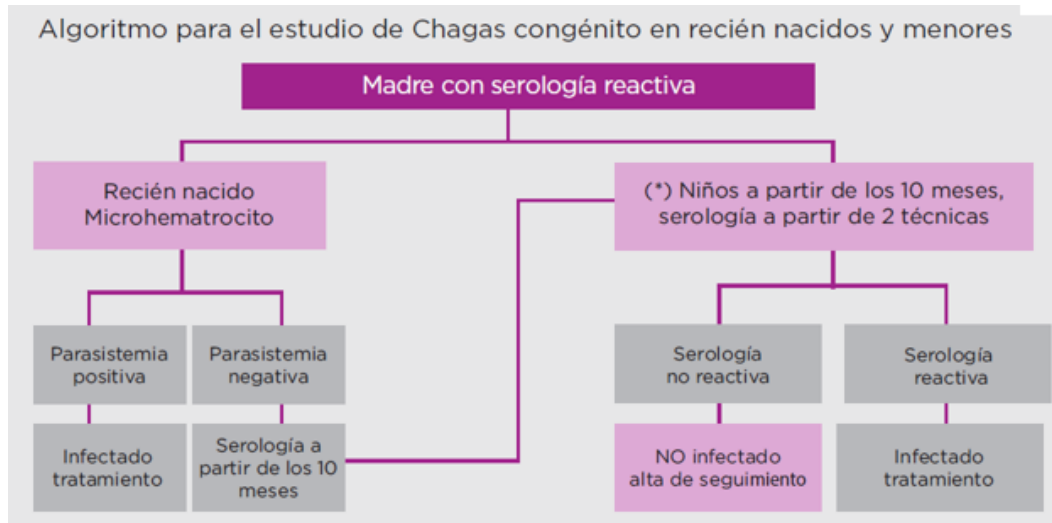 Algoritmo para el estudio de Chagas congénito en recién nacidos y menores
Madre con serología reactiva
Recién nacido
Microhematrocito
(*) Niños a partir de los 10 meses,
serología a partir de 2 técnicas
Parasistemia
positiva
Parasistemia
negativa
Serología
no reactiva
Serología
reactiva
Infectado
tratamiento
Serología a
partir de los 10
meses
NO infectado
alta de seguimiento
Infectado
tratamiento